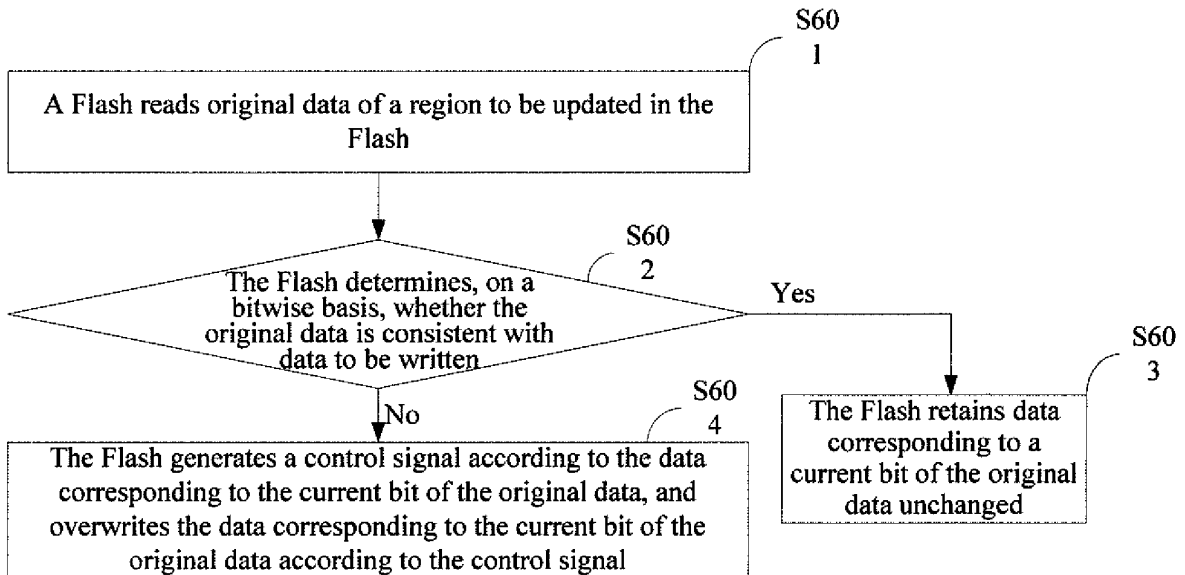 S60
1
A Flash reads original data of a region to be updated in the
Flash
S60
2
The Flash determines, on a
bitwise basis, whether the
original data is consistent with
data to be written
Yes
No
S60
3
The Flash retains data
corresponding to a
current bit of the original
data unchanged
S60
4
The Flash generates a control signal according to the data
corresponding to the current bit of the original data, and
overwrites the data corresponding to the current bit of the
original data according to the control signal